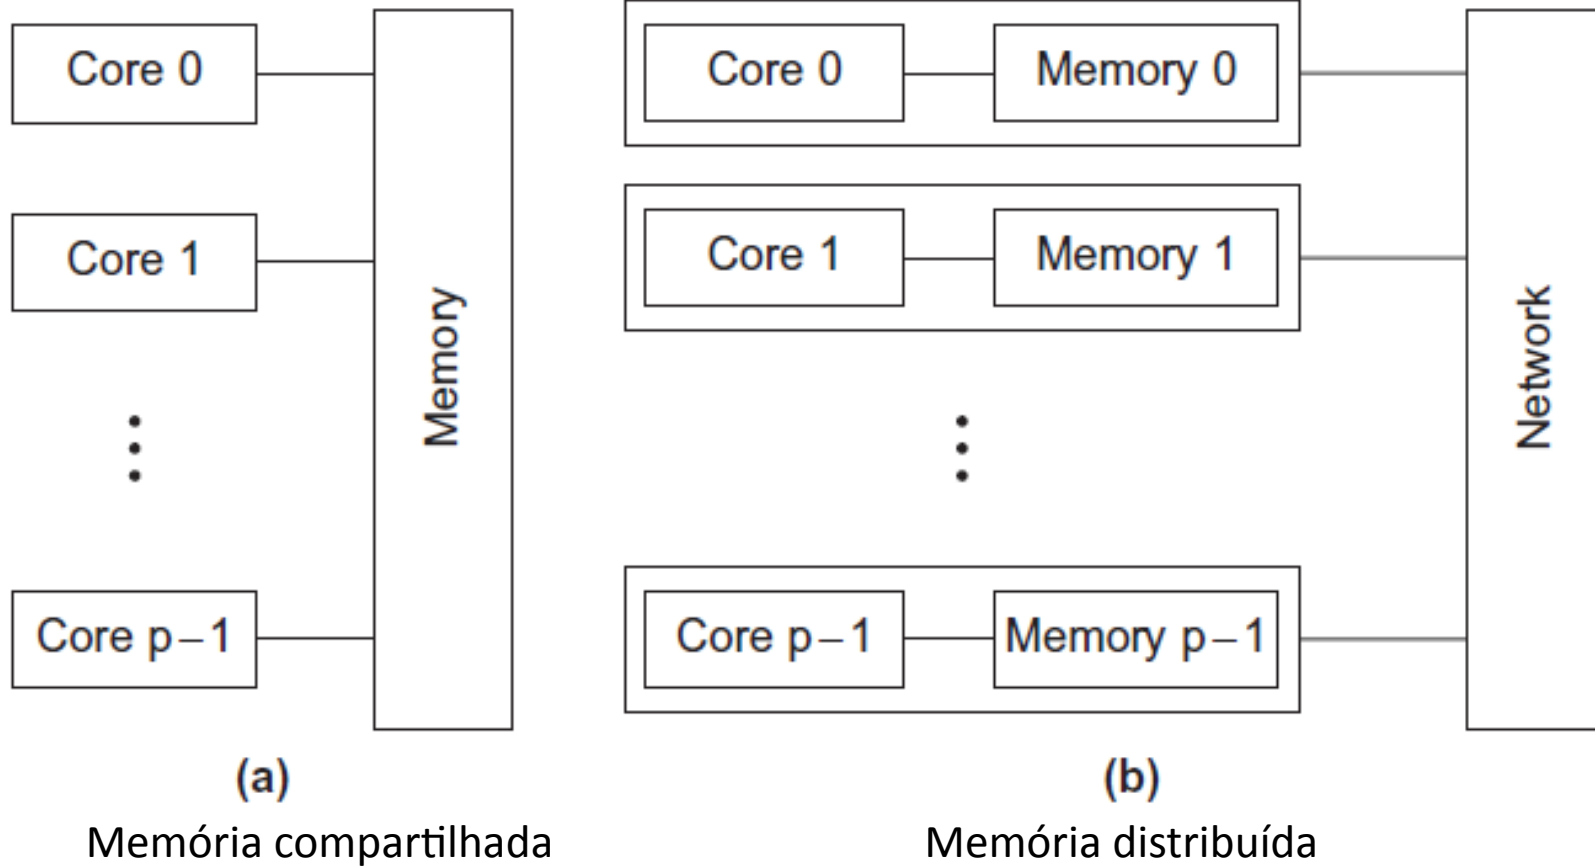 Core 0
Core 1
Core p−1
Memory
(a)
Memória compartilhada
Core 0
Memory 0
Core 1
Memory 1
Core p−1
Memory p−1
Network
(b)
Memória distribuída